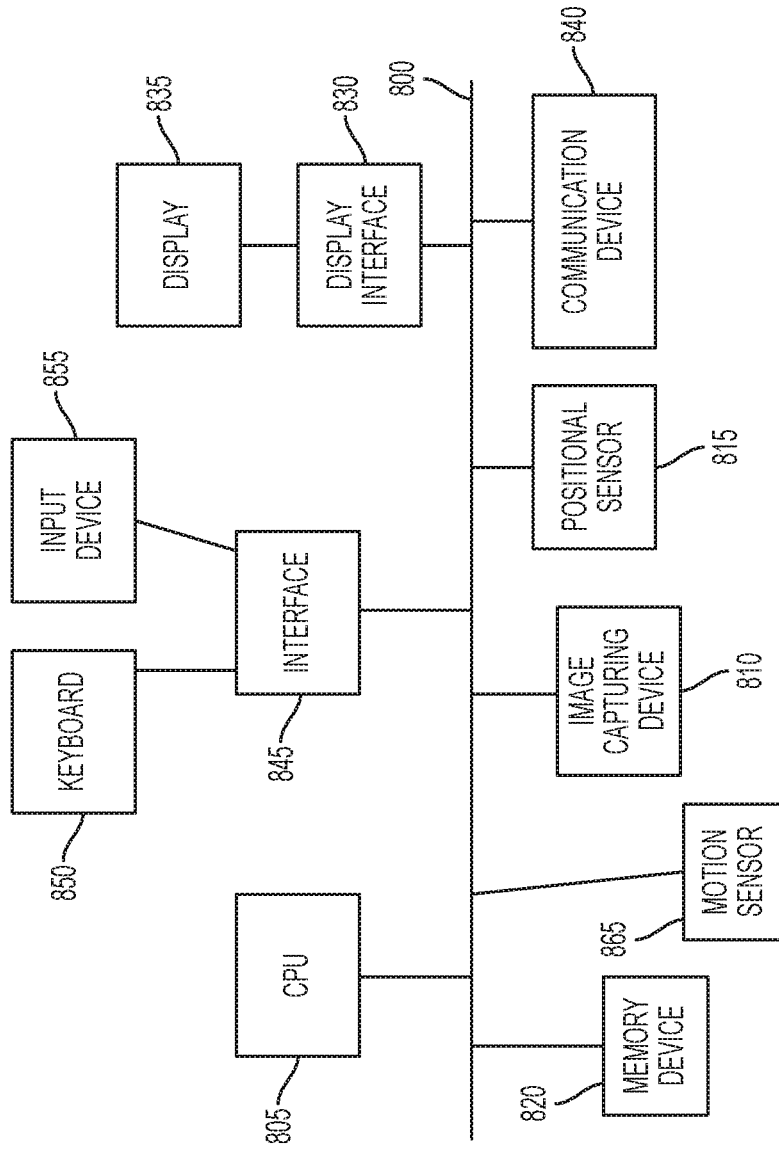 850
KEYBOARD
INPUT
DEVICE
855
DISPLAY
835
805
CPU
845
INTERFACE
DISPLAY
INTERFACE
830
800
820
MEMORY
DEVICE
865
MOTION
SENSOR
IMAGE
CAPTURING
DEVICE
810
POSITIONAL
SENSOR
815
COMMUNICATION
DEVICE
840